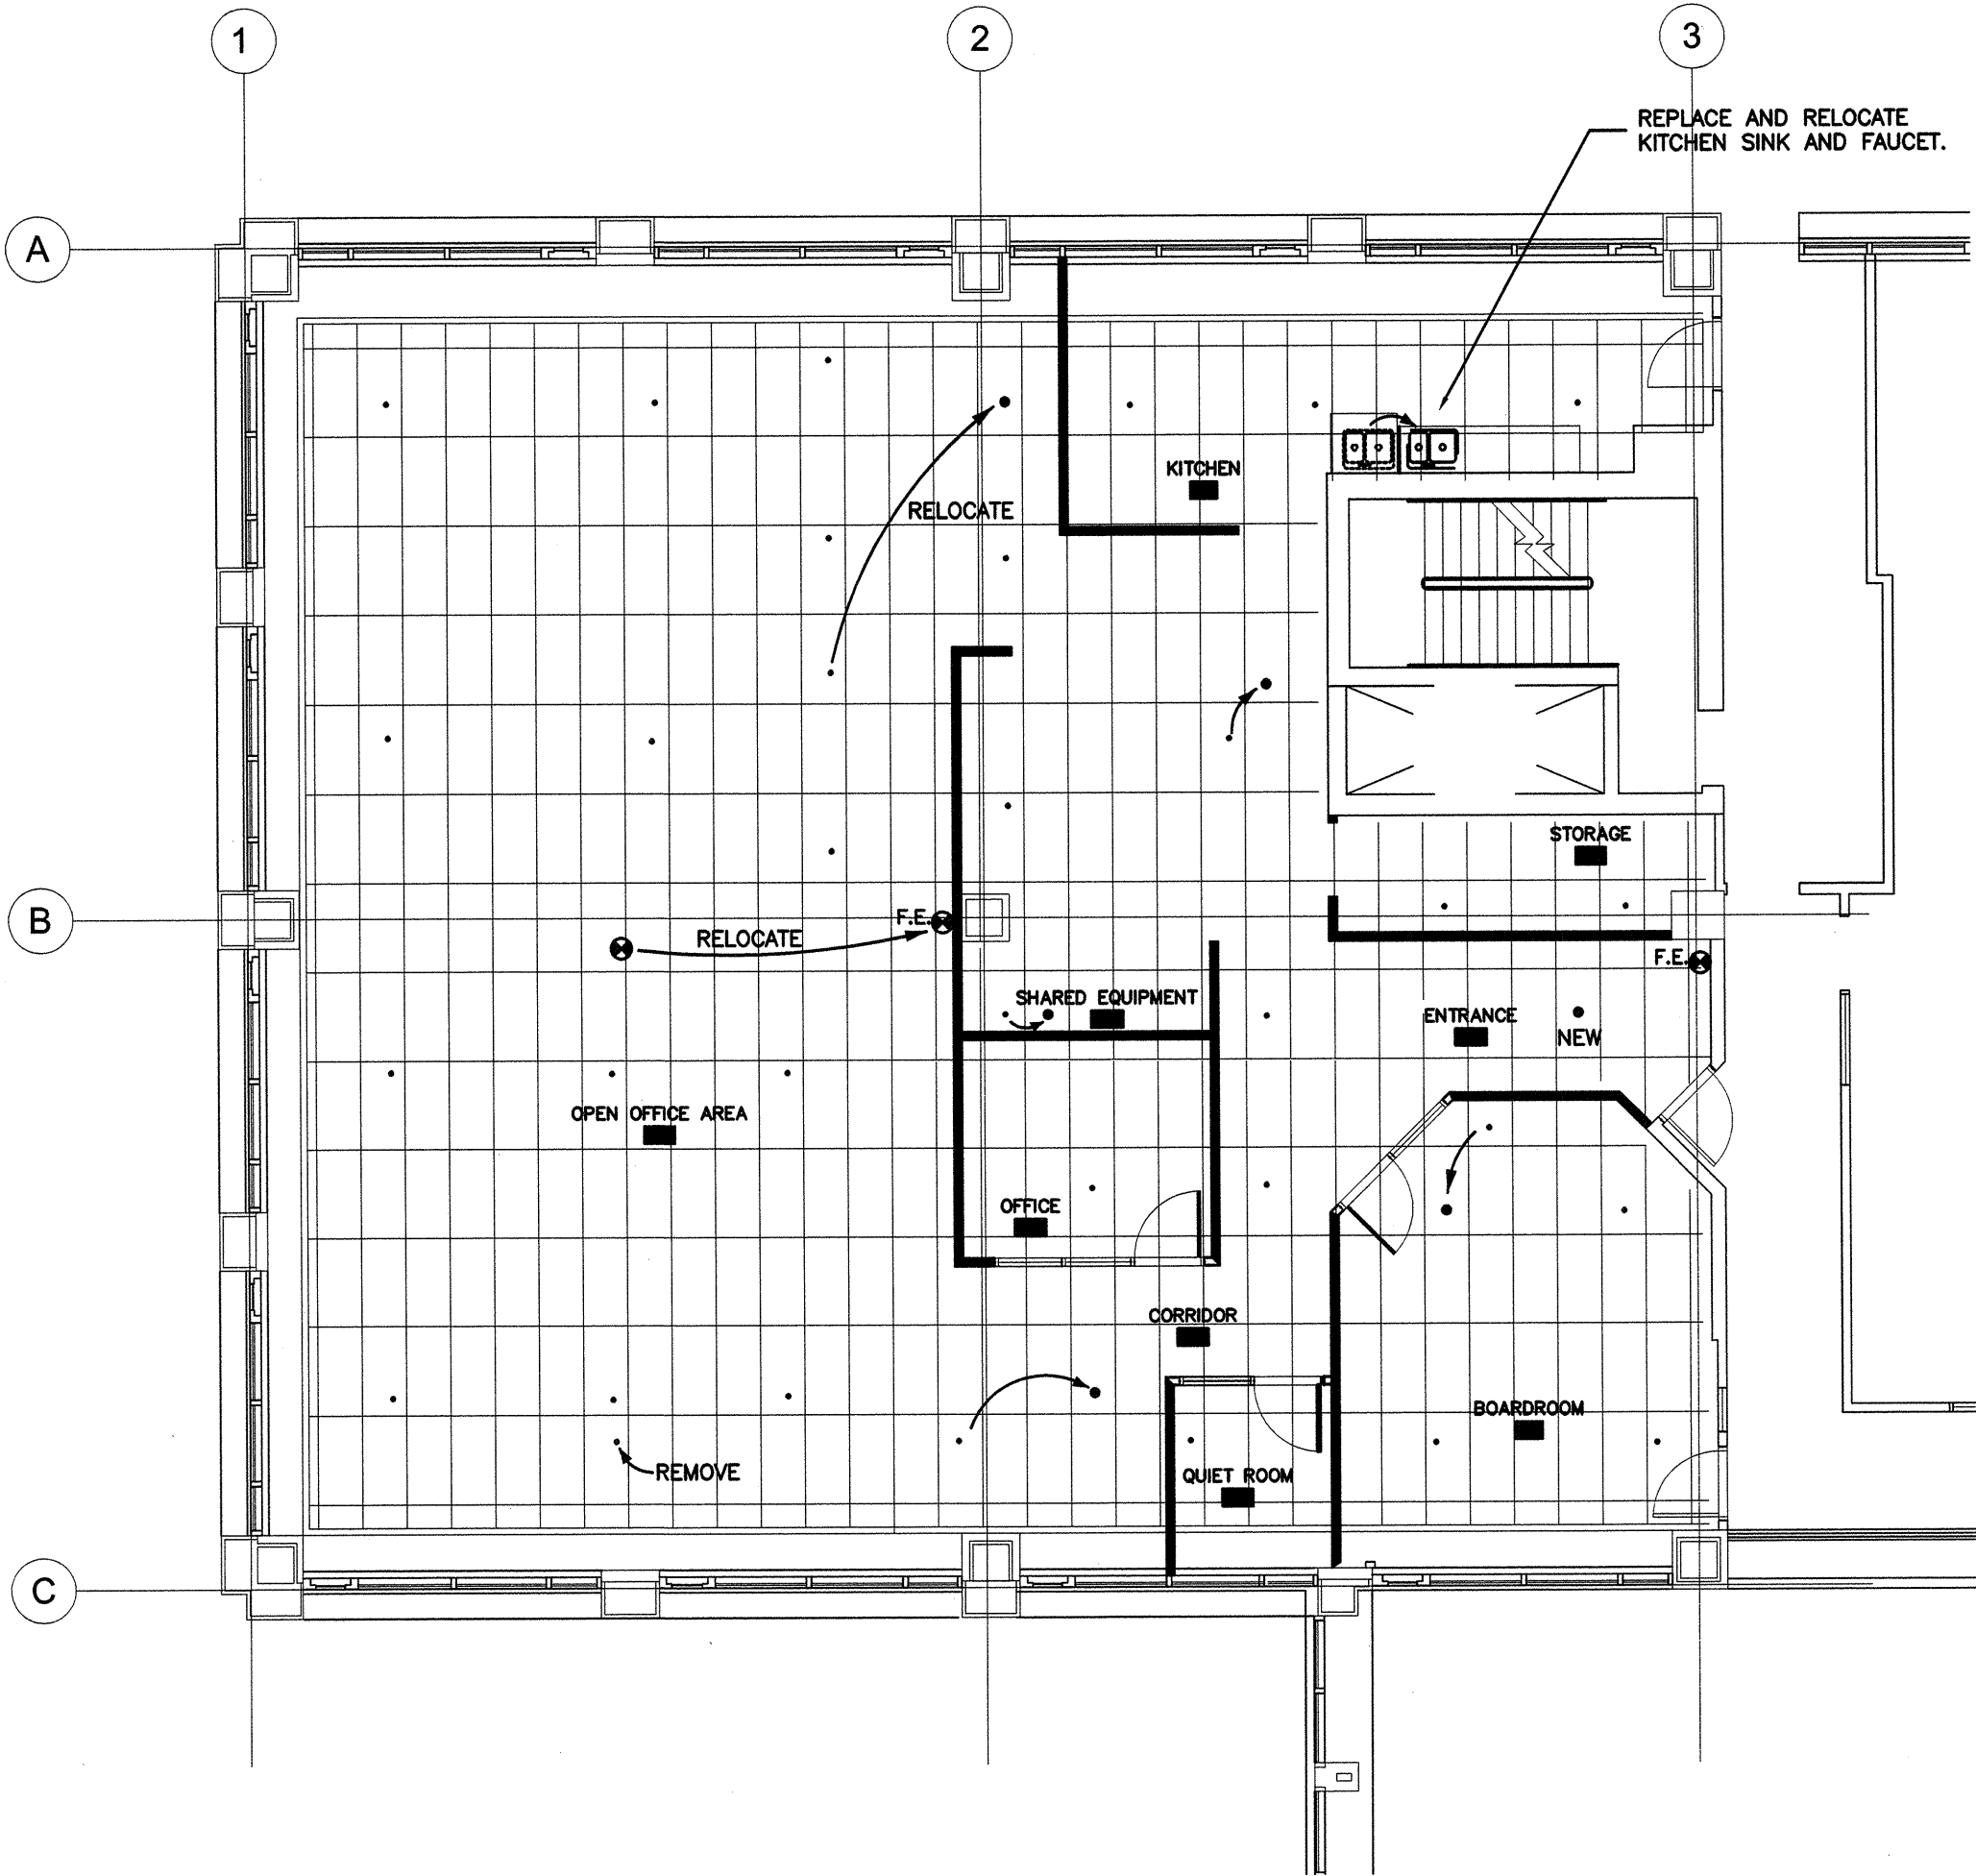 1
2
3
REPLACE AND RELOCATE
KITCHEN SINK AND FAUCET.
A
KITCHEN
RELOCATE
STORAGE
B
F.E.
RELOCATE
F.E.
SHARED EQUIPMENT
ENTRANCE
NEW
OPEN OFFICE AREA
OFFICE
CORRIDOR
BOARDROOM
REMOVE
QUIET ROOM
C